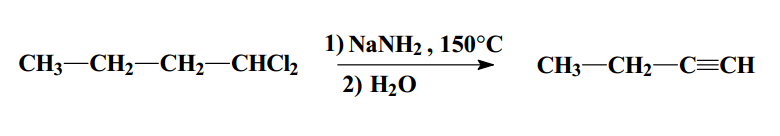 CH₃—CH₂—CH₂—CHCl₂
1) NaNH₂ , 150°C
2) H₂O
CH₃—CH₂—C≡CH